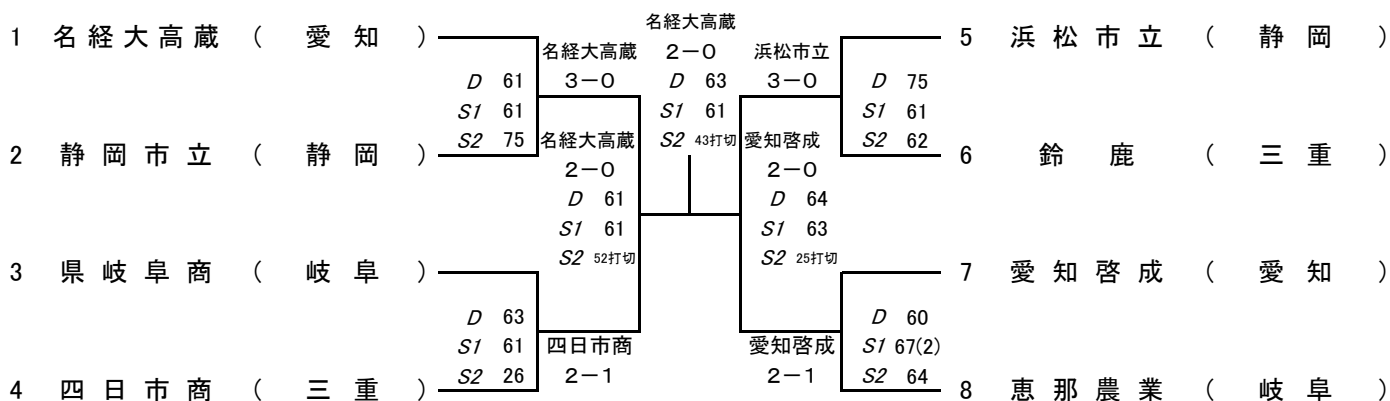 名経大高蔵
2－0
D 63
S1 61
S2 43打切
1 名経大高蔵 ( 愛知 )
D 61
S1 61
S2 75
2 静岡市立 ( 静岡 )
名経大高蔵
3－0
名経大高蔵
2－0
D 61
S1 61
S2 52打切
3 県岐阜商 ( 岐阜 )
D 63
S1 61
S2 26
4 四日市商 ( 三重 )
四日市商
2－1
浜松市立
3－0
5 浜松市立 ( 静岡 )
D 75
S1 61
S2 62
6 鈴鹿 ( 三重 )
愛知啓成
2－0
D 64
S1 63
S2 25打切
7 愛知啓成 ( 愛知 )
D 60
S1 67(2)
S2 64
8 恵那農業 ( 岐阜 )
愛知啓成
2－1